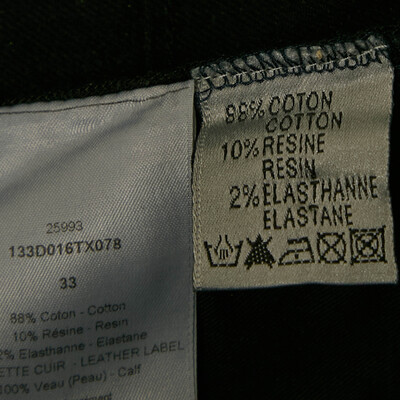 25993
133D016TX078
33
88% Coton - Cotton
10% Résine - Resin
2% Elasthanne - Elastane
ETTE CUIR - LEATHER LABEL
100% Veau (Peau) - Calf
88% COTON
COTTON
10% RESINE
RESIN
2% ELASTHANNE
ELASTANE